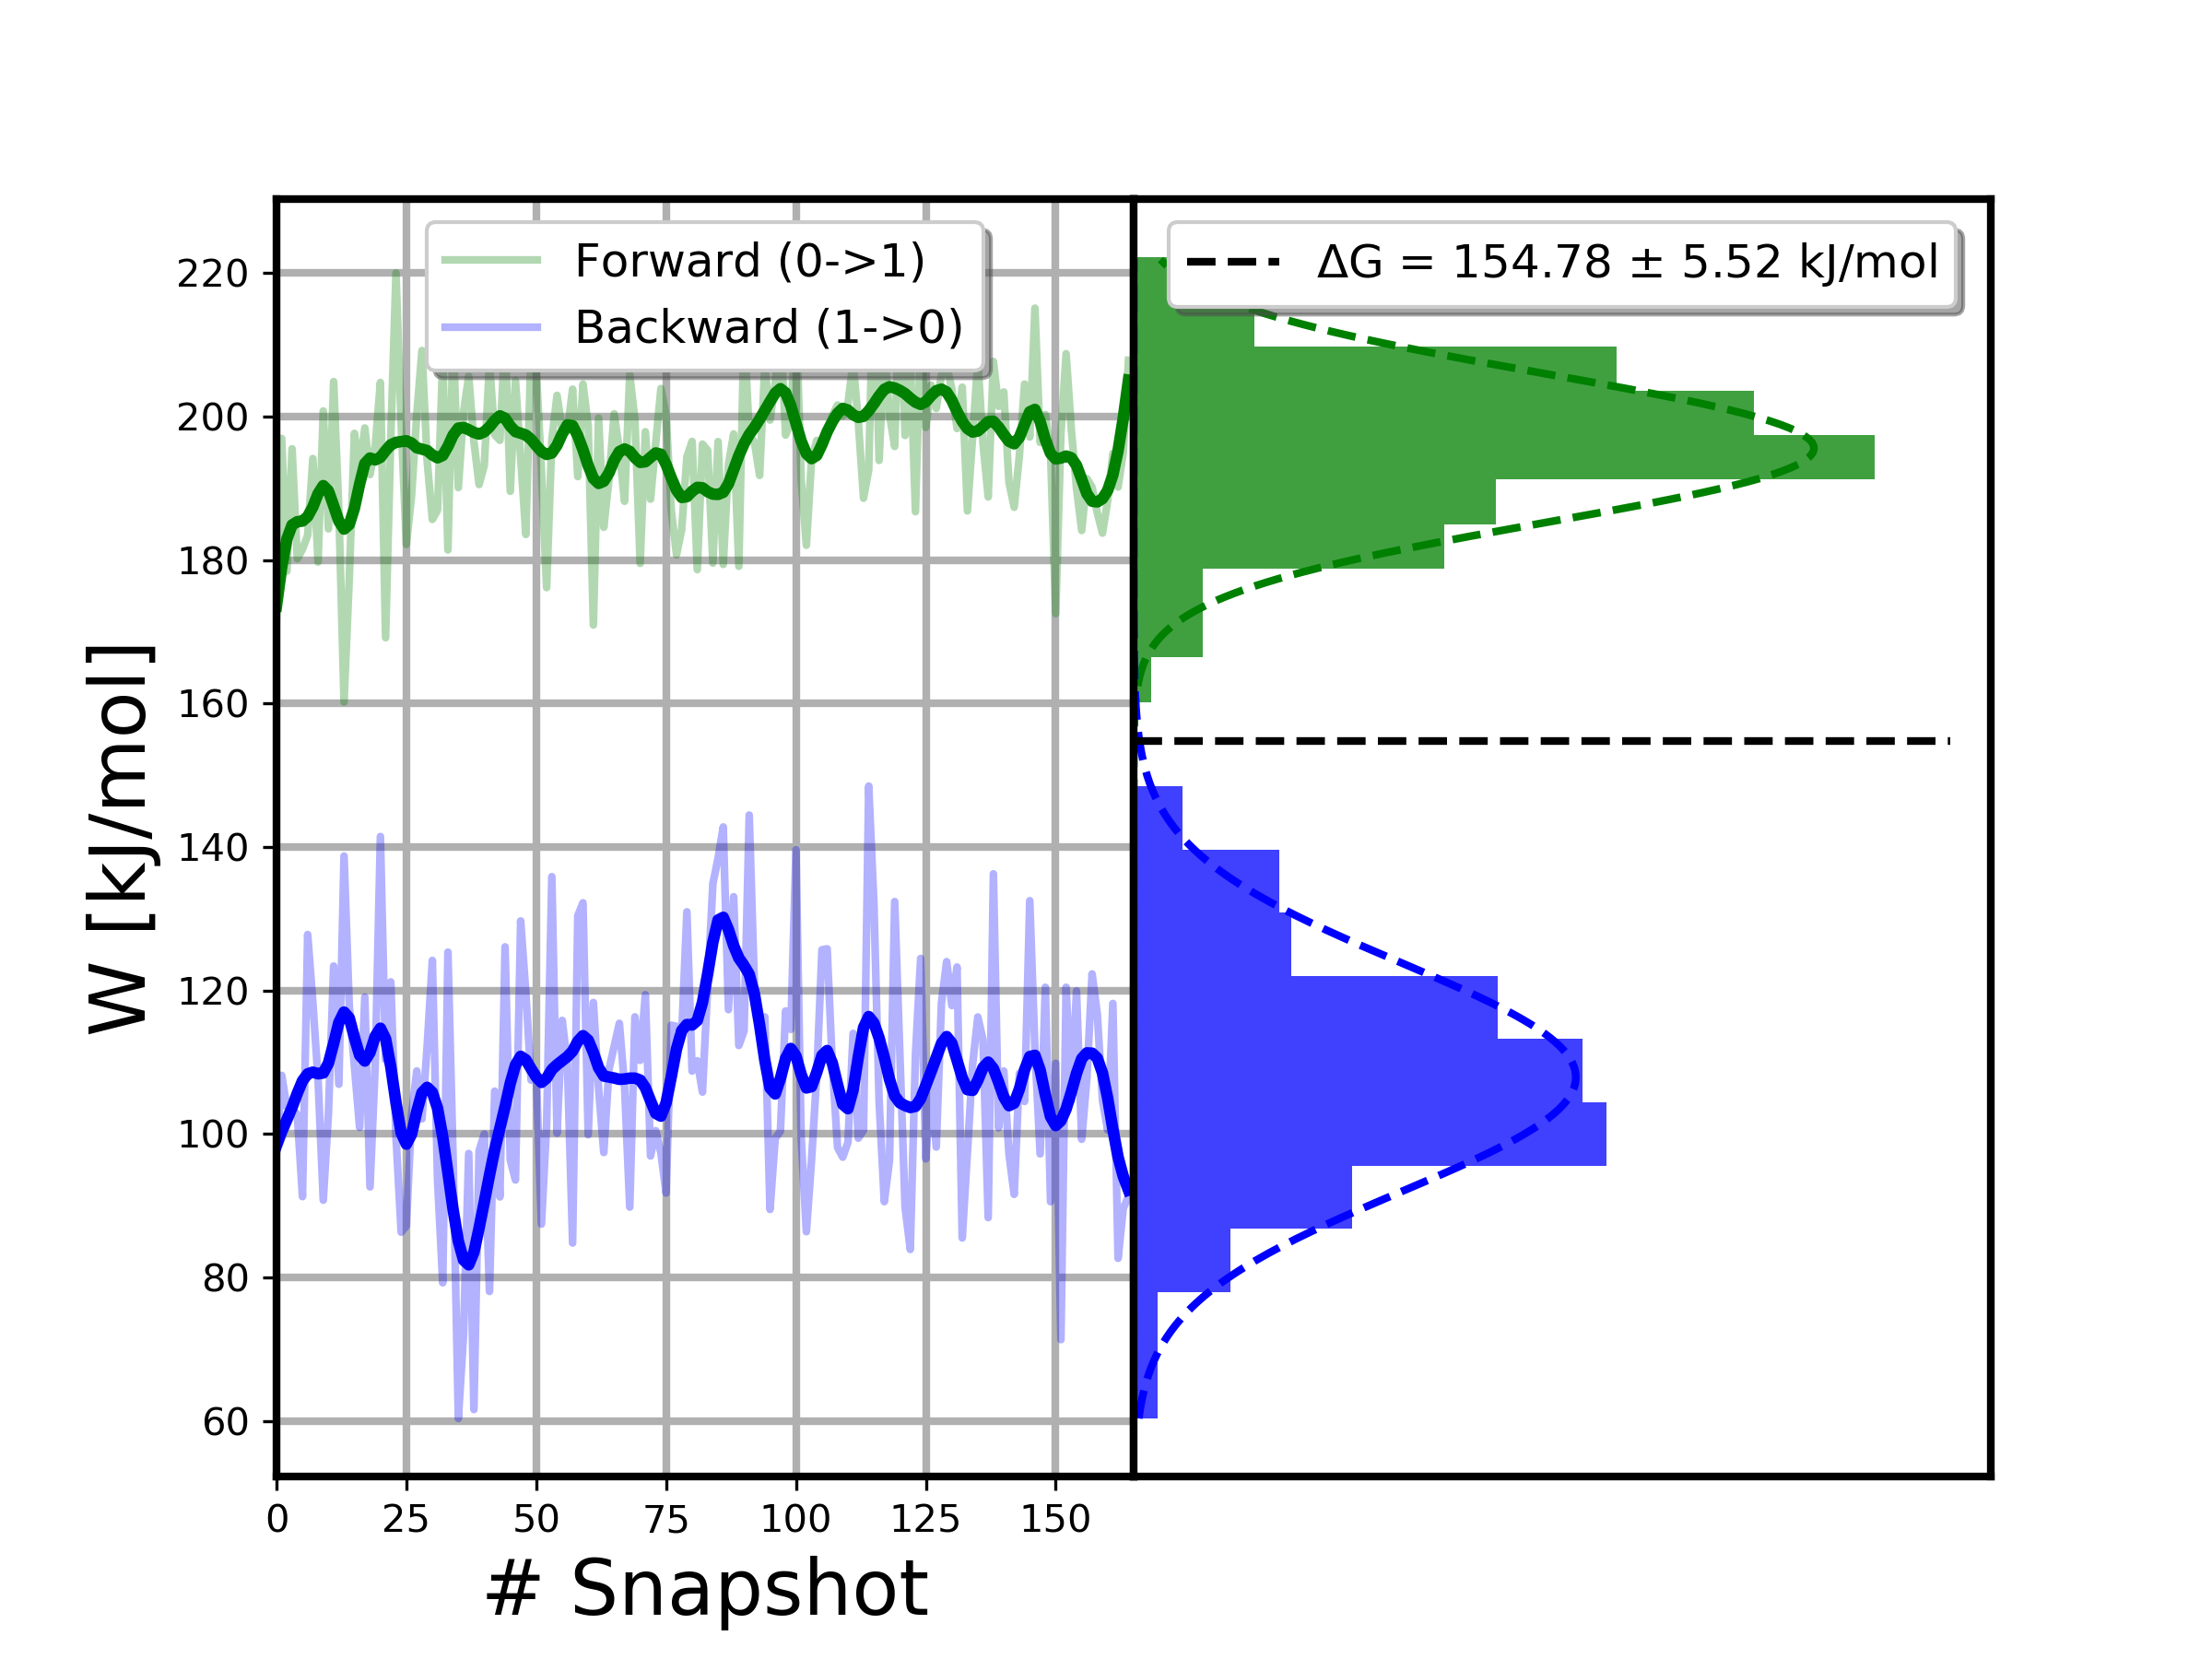 Forward (0->1)
Backward (1->0)
ΔG = 154.78 ± 5.52 kJ/mol
W [kJ/mol]
220
200
180
160
140
120
100
80
60
0 25 50 75 100 125 150
# Snapshot